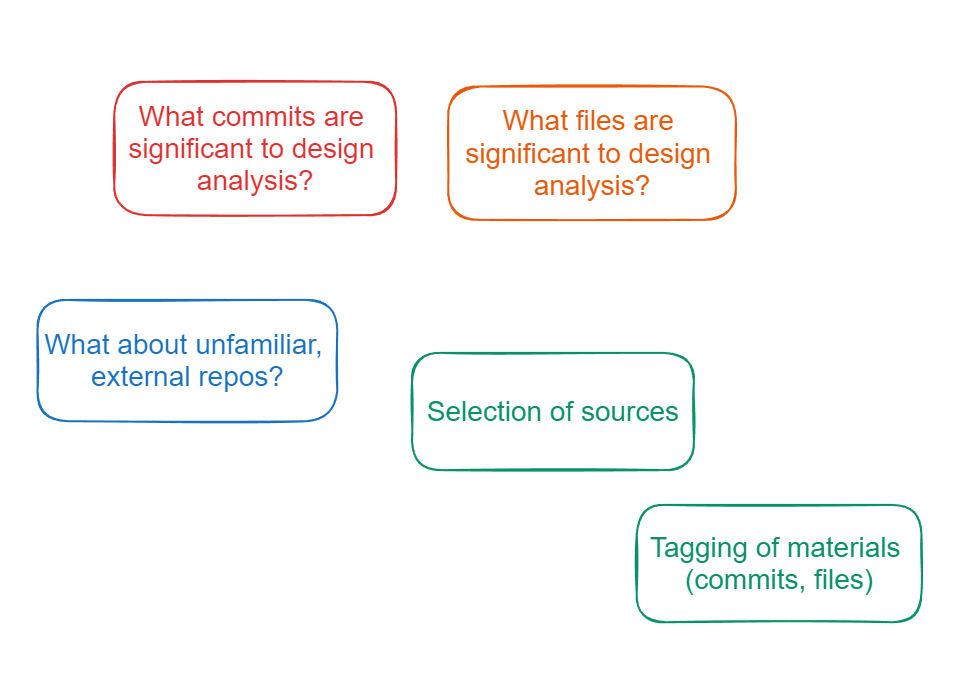 What commits are
significant to design
analysis?
What files are
significant to design
analysis?
What about unfamiliar,
external repos?
Selection of sources
Tagging of materials
(commits, files)